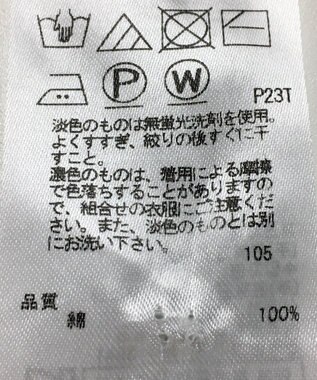 P W P23T
淡色のものは無蛍光洗剤を使用。
よくすすぎ、絞りの後すぐに干
すこと。
濃色のものは、着用による摩擦
で色落ちすることがありますの
で、組合せの衣服にご注意くだ
さい。また、淡色のものとは別
にお洗い下さい。
105
品質
綿 100%